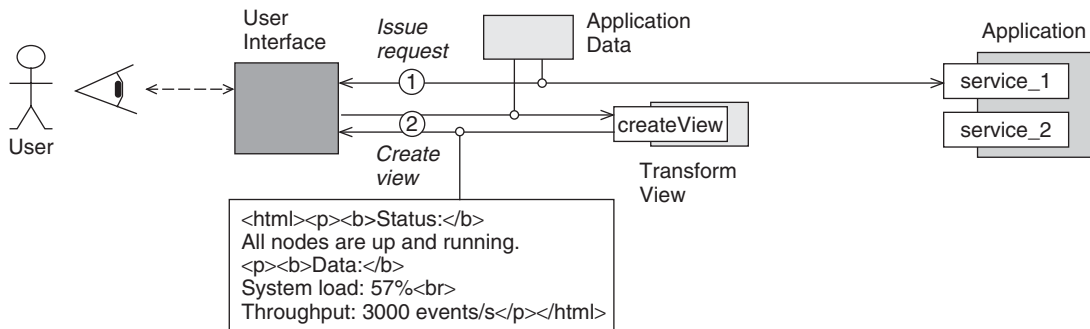 User
Interface
Issue
request
Application
Data
Application
1
service_1
2
createView
service_2
User
Create
view
Transform
View
<html><p><b>Status:</b>
All nodes are up and running.
<p><b>Data:</b>
System load: 57%<br>
Throughput: 3000 events/s</p></html>